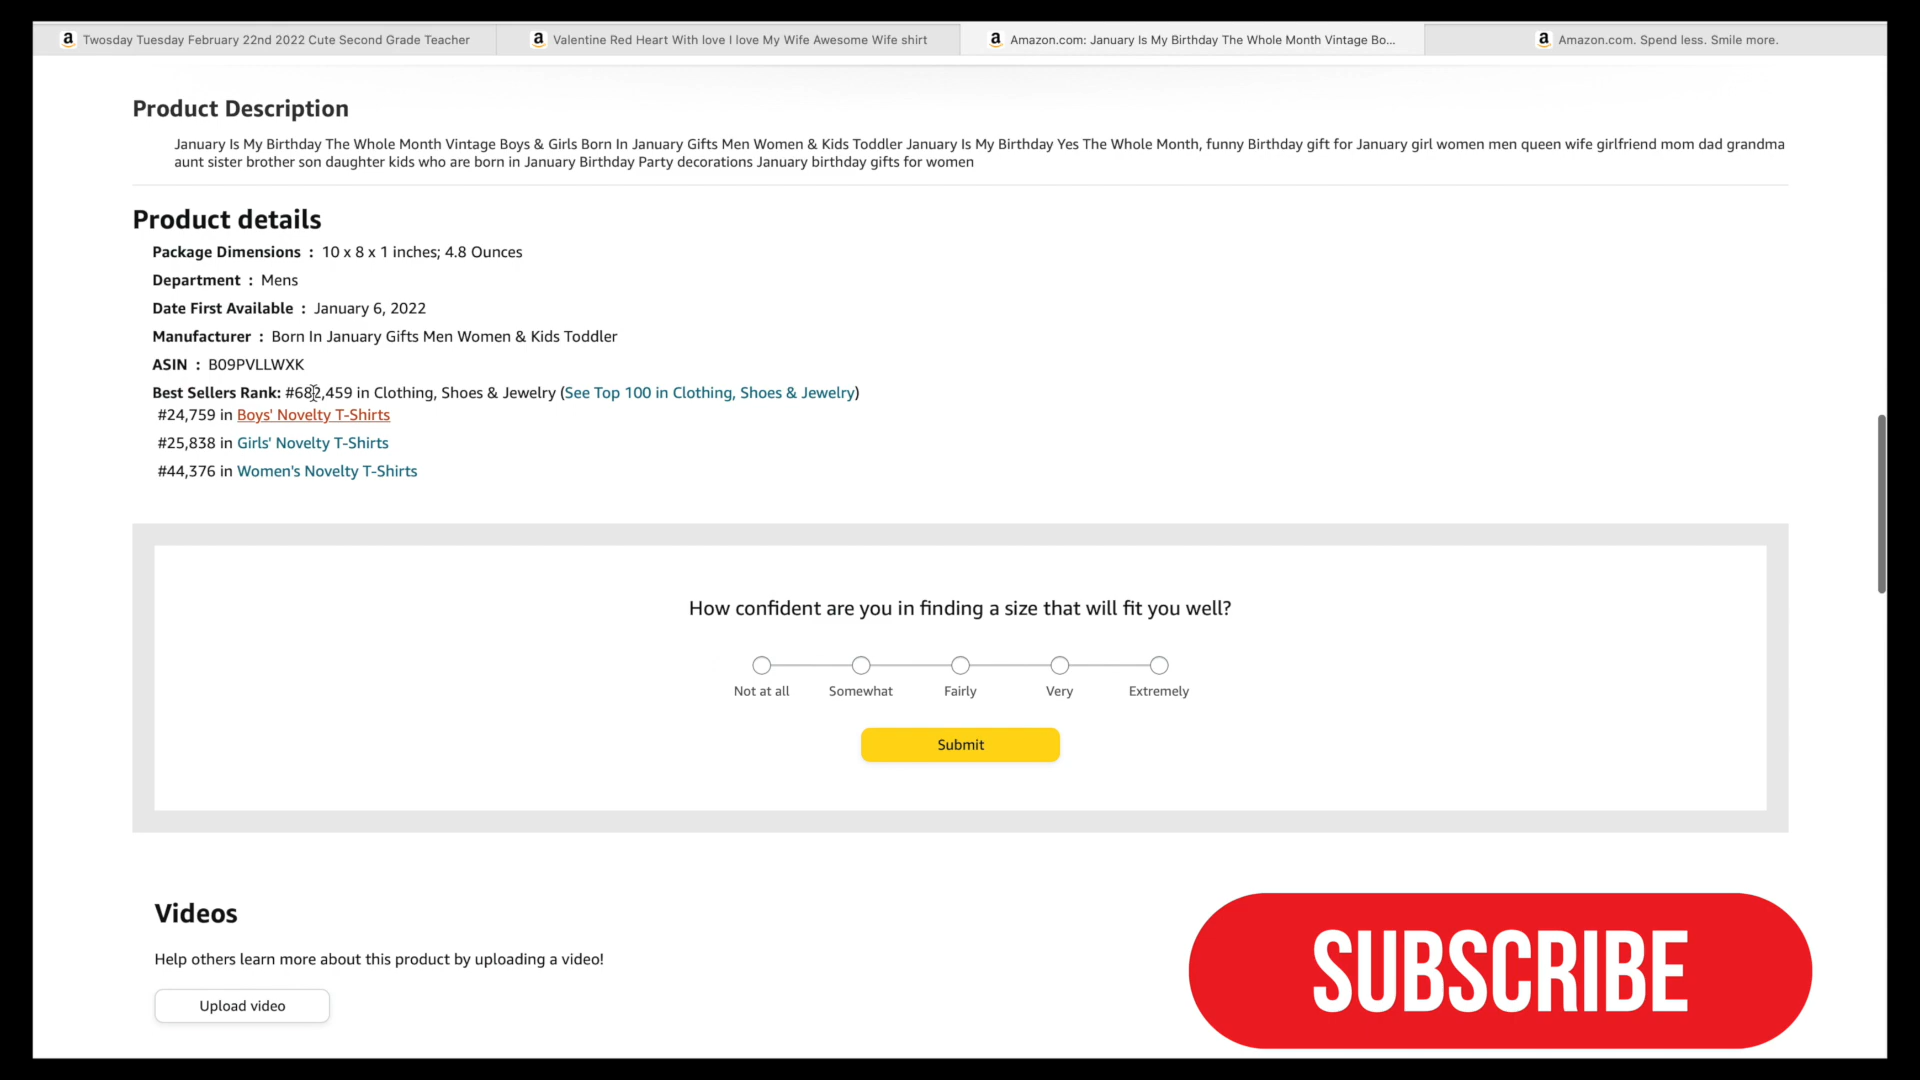 Twosday Tuesday February 22nd 2022 Cute Second Grade Teacher
Valentine Red Heart With love I love My Wife Awesome Wife shirt
Amazon.com: January Is My Birthday The Whole Month Vintage Bo...
Amazon.com. Spend less. Smile more.
Product Description
January Is My Birthday The Whole Month Vintage Boys & Girls Born In January Gifts Men Women & Kids Toddler January Is My Birthday Yes The Whole Month, funny Birthday gift for January girl women men queen wife girlfriend mom dad grandma
aunt sister brother son daughter kids who are born in January Birthday Party decorations January birthday gifts for women
Product details
Package Dimensions : 10 x 8 x 1 inches; 4.8 Ounces
Department : Mens
Date First Available : January 6, 2022
Manufacturer : Born In January Gifts Men Women & Kids Toddler
ASIN : B09PVLLWXK
Best Sellers Rank: #682,459 in Clothing, Shoes & Jewelry (See Top 100 in Clothing, Shoes & Jewelry)
#24,759 in Boys' Novelty T-Shirts
#25,838 in Girls' Novelty T-Shirts
#44,376 in Women's Novelty T-Shirts
How confident are you in finding a size that will fit you well?
Not at all Somewhat Fairly Very Extremely
Submit
Videos
Help others learn more about this product by uploading a video!
Upload video
SUBSCRIBE